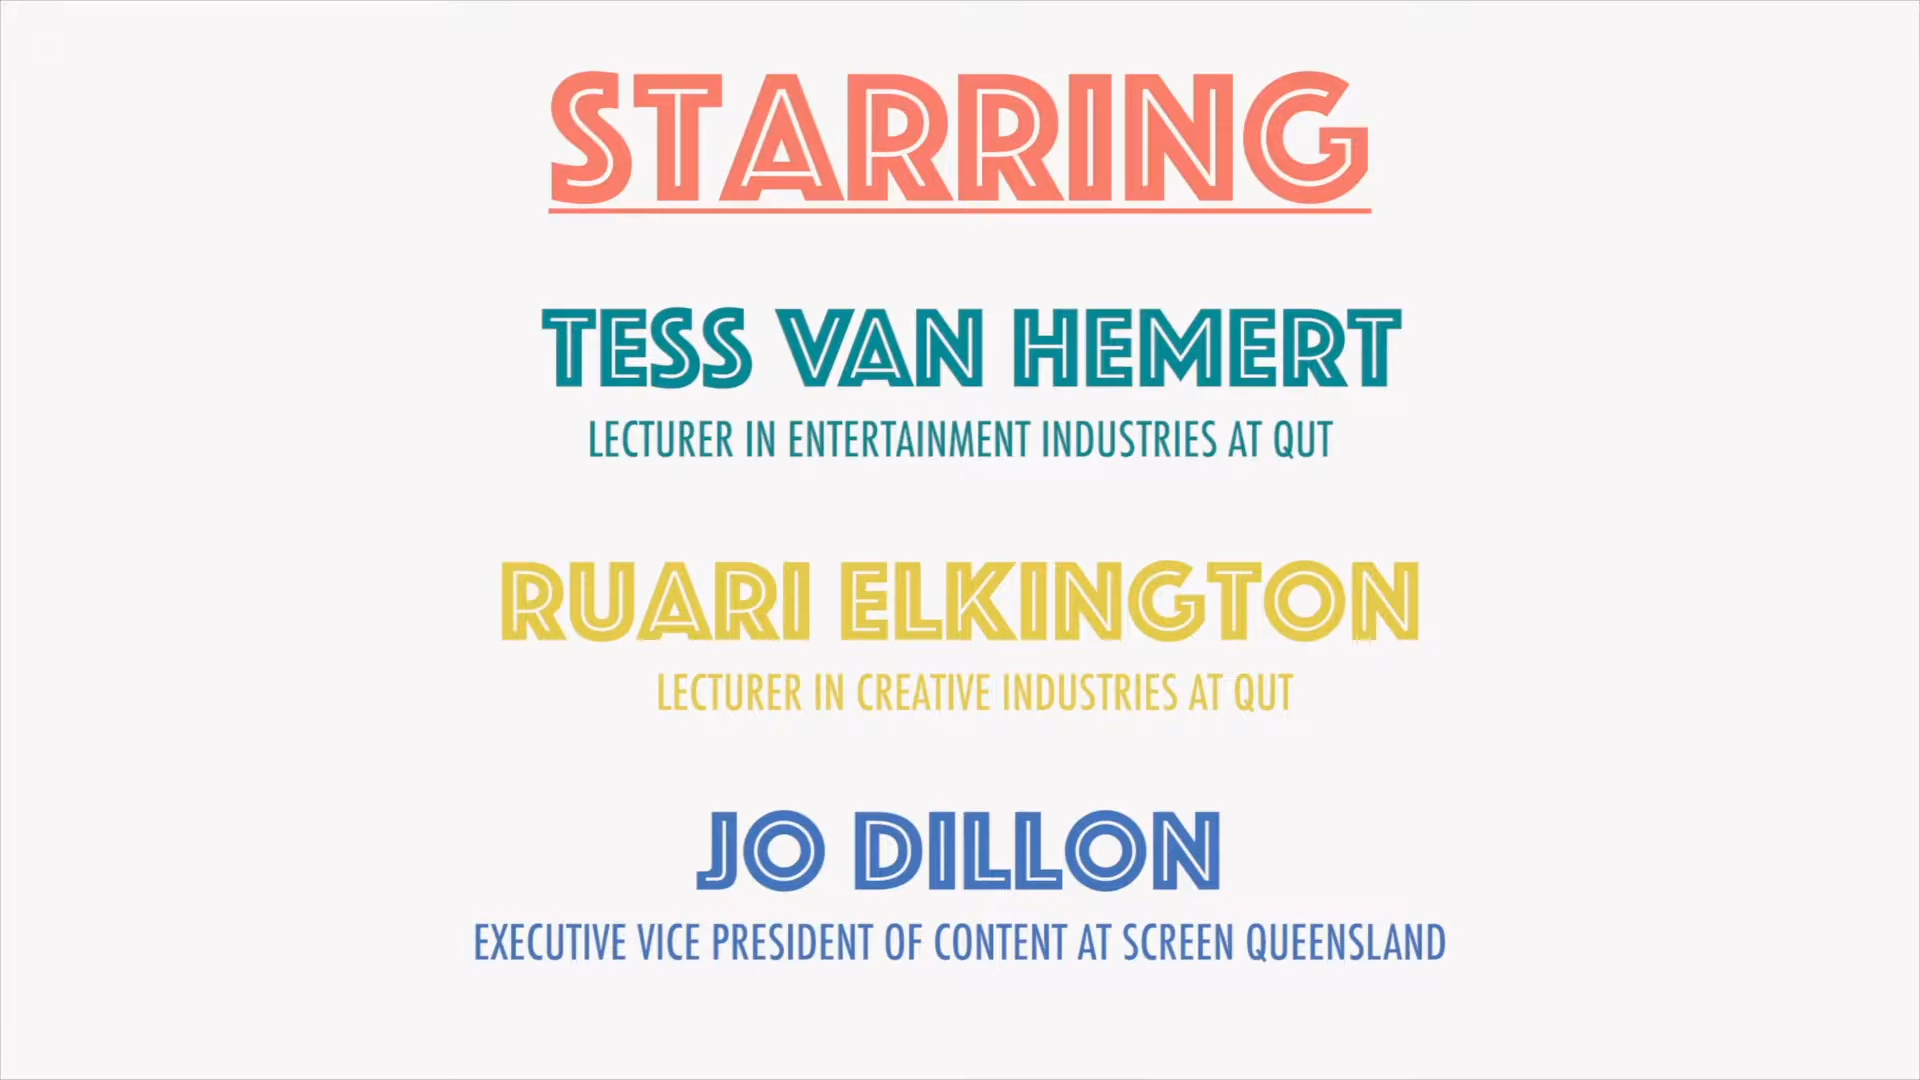 STARRING
TESS VAN HEMERT
LECTURER IN ENTERTAINMENT INDUSTRIES AT QUT
RUARI ELKINGTON
LECTURER IN CREATIVE INDUSTRIES AT QUT
JO DILLON
EXECUTIVE VICE PRESIDENT OF CONTENT AT SCREEN QUEENSLAND